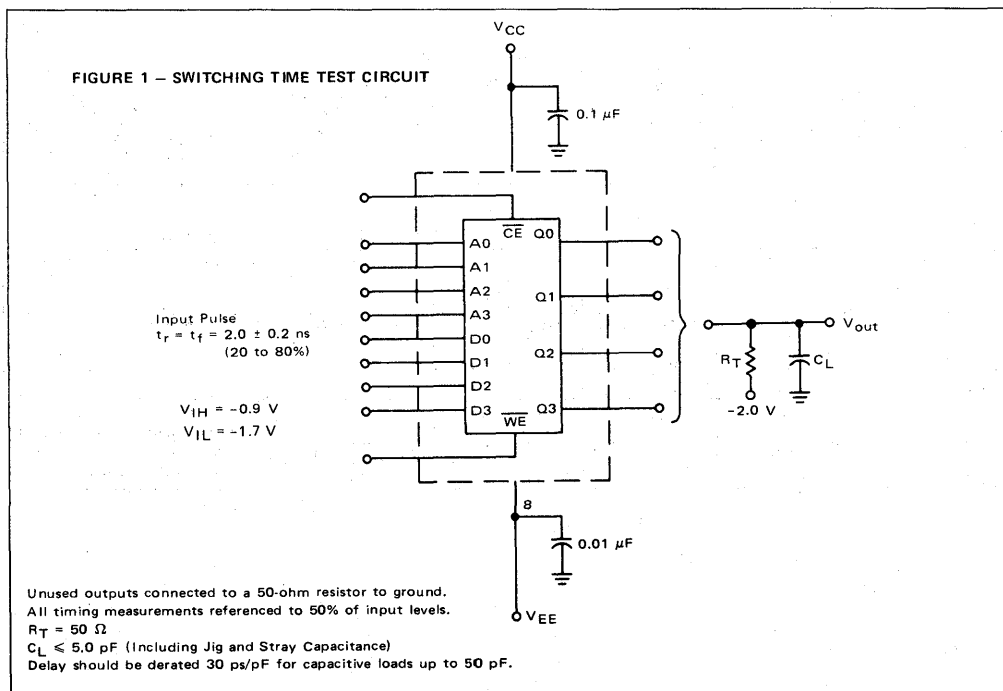 VCC
FIGURE 1 – SWITCHING TIME TEST CIRCUIT
0.1 µF
CE Q0
A0
A1
A2
A3
D0
D1
D2
D3
WE
Q1
Q2
Q3
Input Pulse
tr = tf = 2.0 ± 0.2 ns
(20 to 80%)
VIH = -0.9 V
VIL = -1.7 V
Vout
RT
CL
-2.0 V
8
0.01 µF
VEE
Unused outputs connected to a 50-ohm resistor to ground.
All timing measurements referenced to 50% of input levels.
RT = 50 Ω
CL ≤ 5.0 pF (Including Jig and Stray Capacitance)
Delay should be derated 30 ps/pF for capacitive loads up to 50 pF.